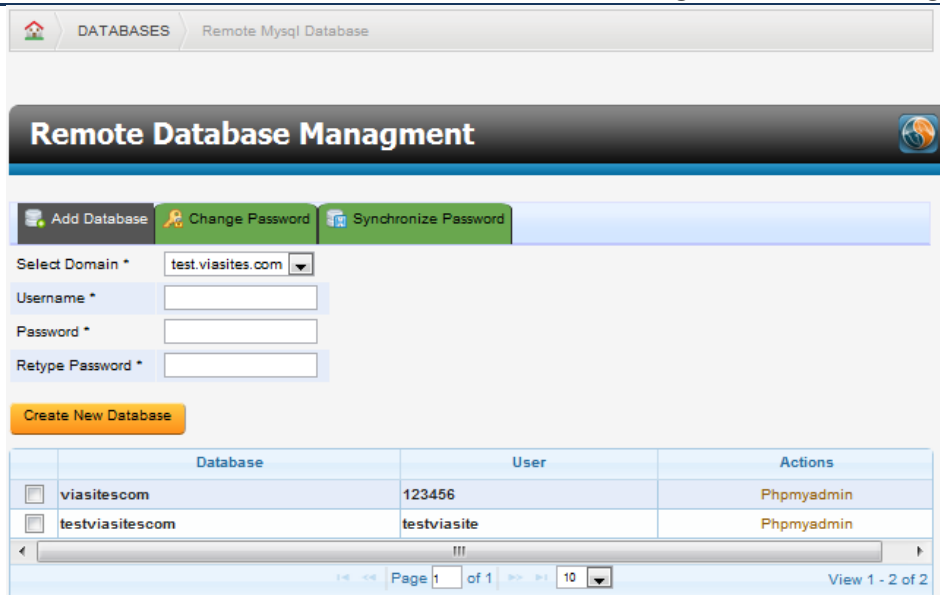 DATABASES Remote Mysql Database
Remote Database Managment
Add Database Change Password Synchronize Password
Select Domain * test.viasites.com
Username *
Password *
Retype Password *
Create New Database
Database User Actions
viasitescom 123456 Phpmyadmin
testviasitescom testviasite Phpmyadmin
Page 1 of 1 10 View 1 - 2 of 2